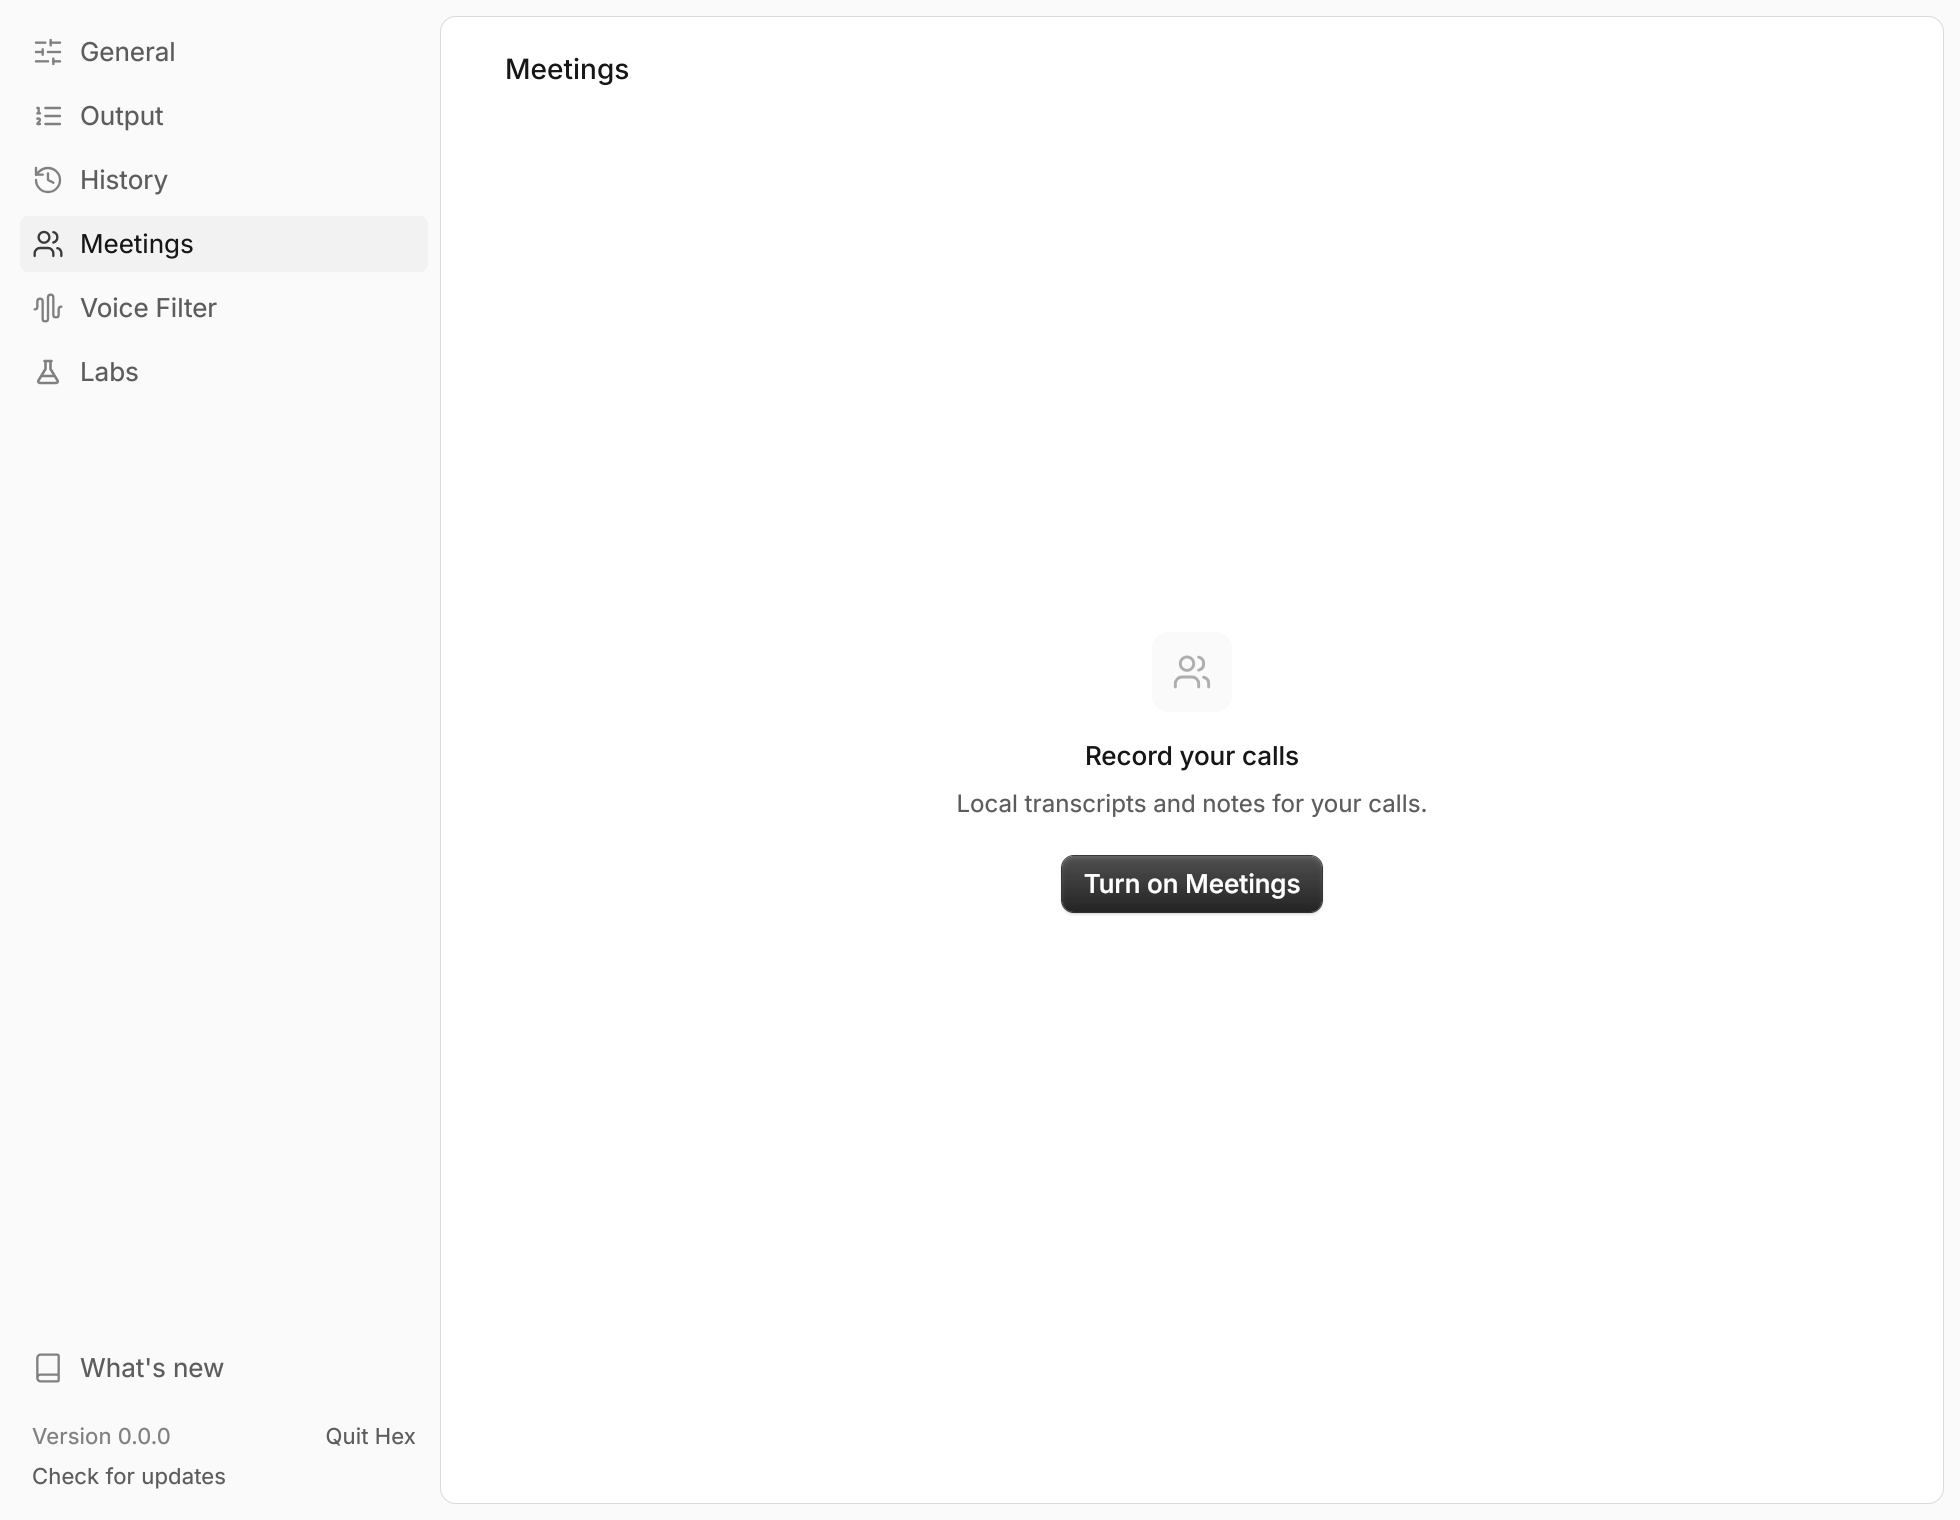 General
Output
History
Meetings
Voice Filter
Labs
What's new
Version 0.0.0
Quit Hex
Check for updates
Meetings
Record your calls
Local transcripts and notes for your calls.
Turn on Meetings